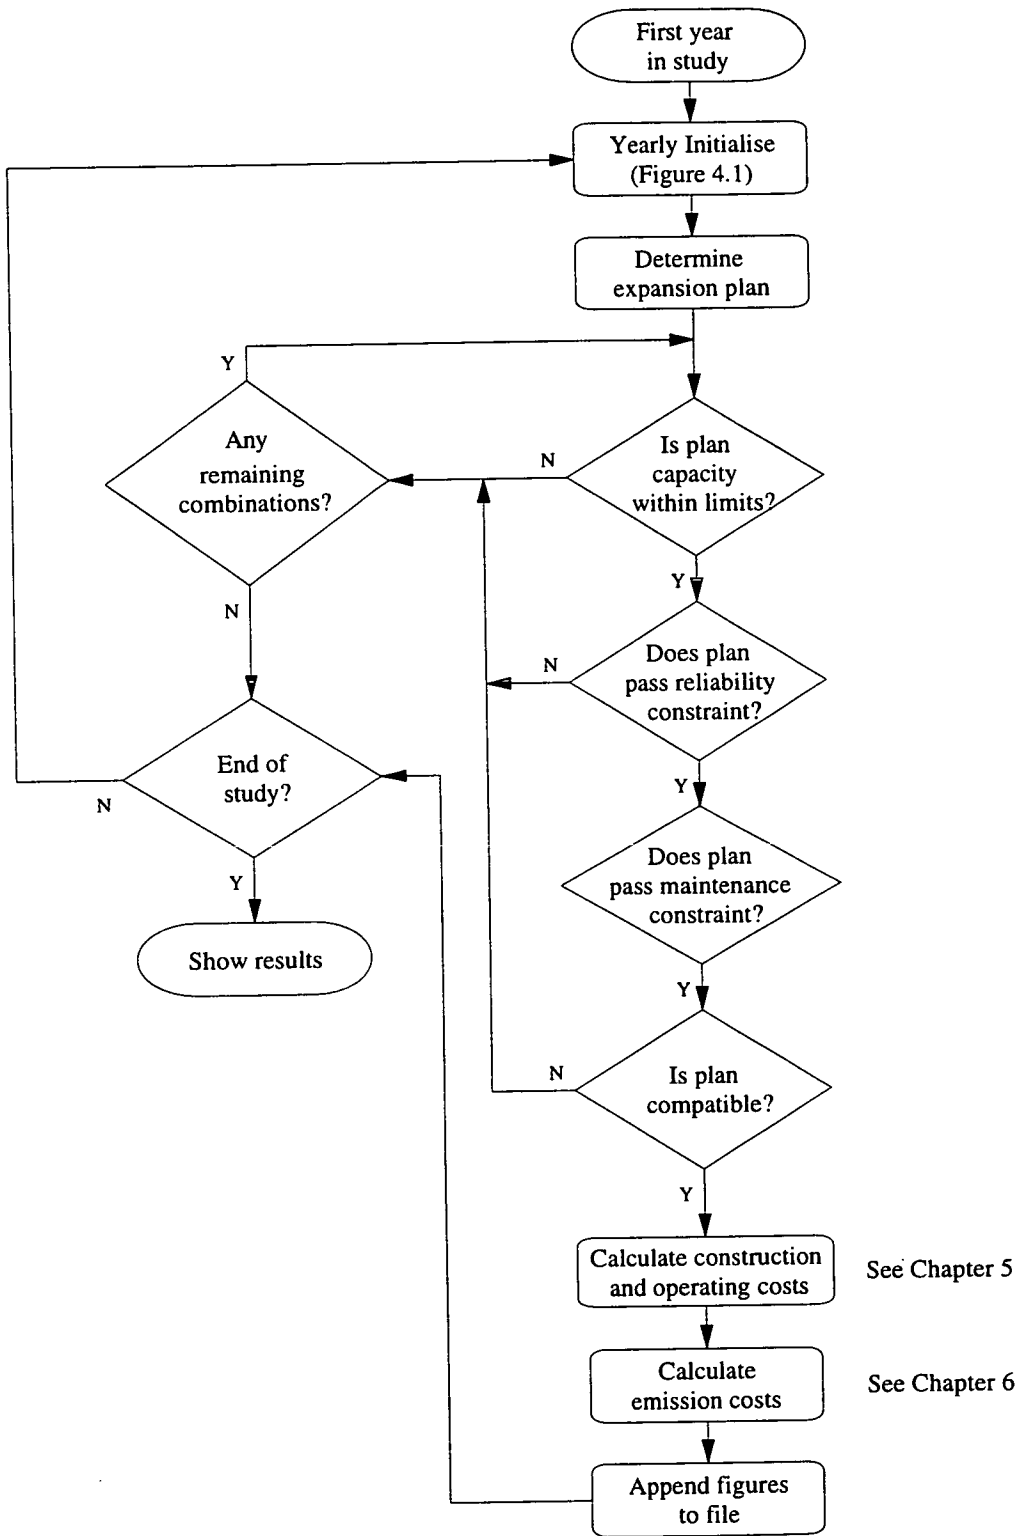 First year
in study
Yearly Initialise
(Figure 4.1)
Determine
expansion plan
Y
Any
remaining
combinations?
N
Is plan
capacity
within limits?
Y
N
N
Does plan
pass reliability
constraint?
Y
End of
study?
N
Y
Does plan
pass maintenance
constraint?
Show results
Y
N
Is plan
compatible?
Y
Calculate construction
and operating costs
See Chapter 5
Calculate
emission costs
See Chapter 6
Append figures
to file